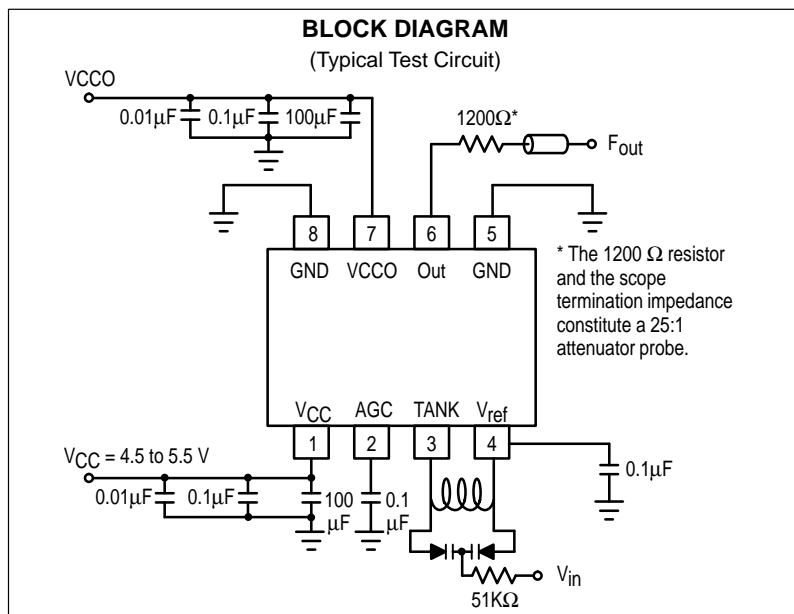 BLOCK DIAGRAM
(Typical Test Circuit)
VCCO
0.01µF
0.1µF
100µF
1200Ω*
Fout
8
7
6
5
GND
VCCO
Out
GND
* The 1200 Ω resistor
and the scope
termination impedance
constitute a 25:1
attenuator probe.
VCC
AGC
TANK
Vref
1
2
3
4
VCC = 4.5 to 5.5 V
0.01µF
0.1µF
100
µF
0.1
µF
0.1µF
Vin
51KΩ